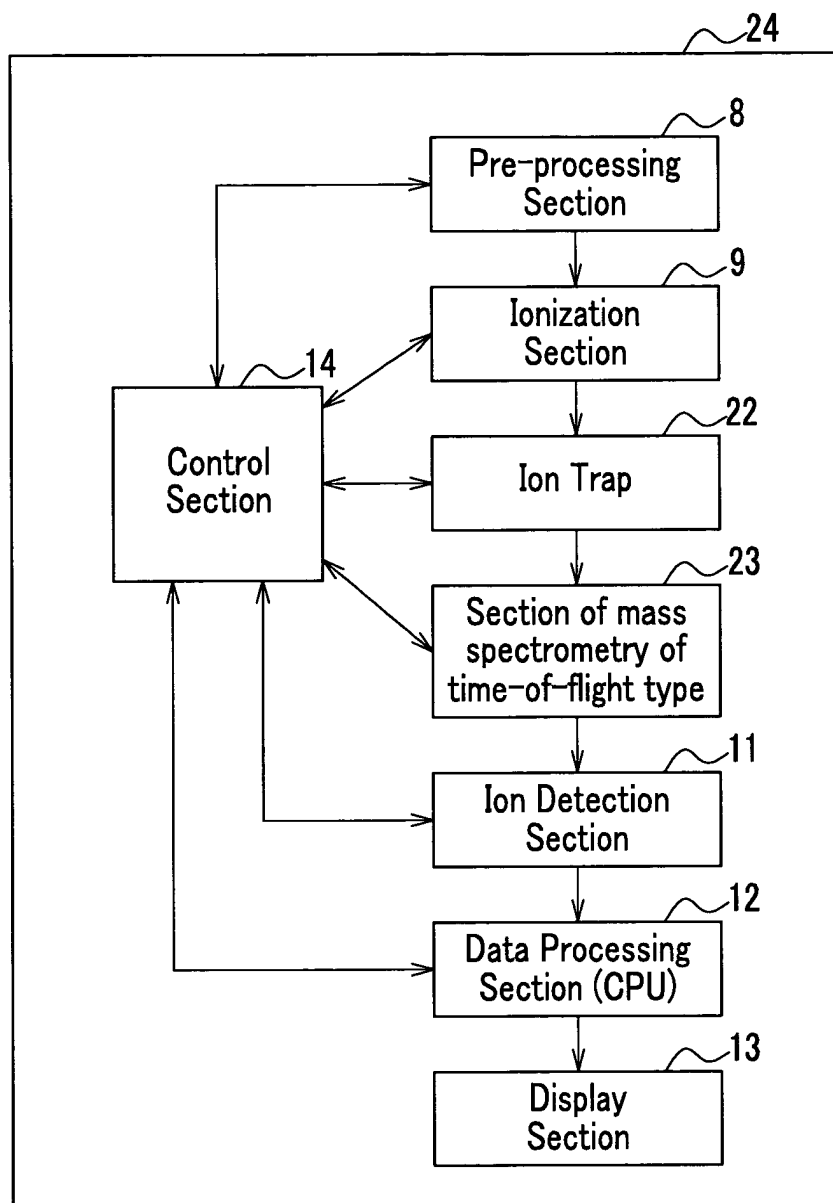 24
8
Pre-processing
Section
9
Ionization
Section
14
Control
Section
22
Ion Trap
23
Section of mass
spectrometry of
time-of-flight type
11
Ion Detection
Section
12
Data Processing
Section (CPU)
13
Display
Section